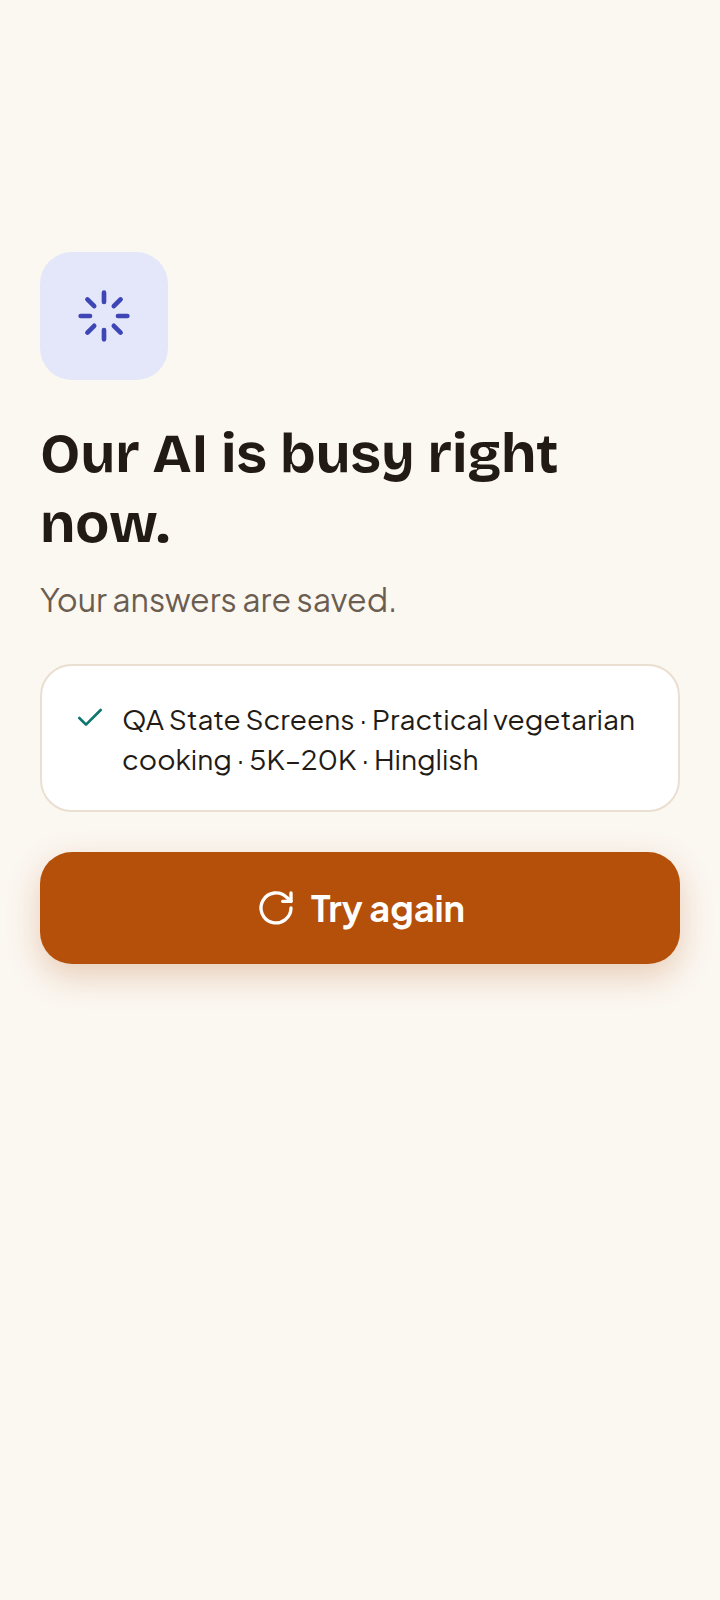 Our AI is busy right
now.
Your answers are saved.
QA State Screens · Practical vegetarian
cooking · 5K–20K · Hinglish
Try again